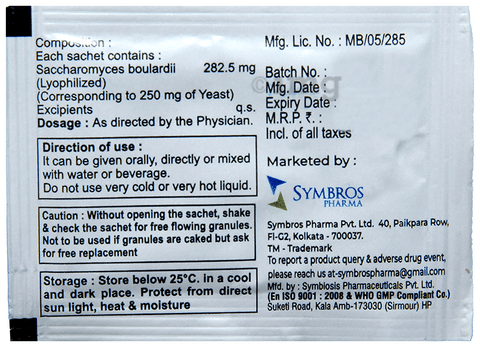 Composition :
Each sachet contains :
Saccharomyces boulardii 282.5 mg
(Lyophilized)
(Corresponding to 250 mg of Yeast)
Excipients q.s.
Dosage : As directed by the Physician.
Direction of use :
It can be given orally, directly or mixed
with water or beverage.
Do not use very cold or very hot liquid.
Caution : Without opening the sachet, shake
& check the sachet for free flowing granules.
Not to be used if granules are caked but ask
for free replacement
Storage : Store below 25°C. in a cool
and dark place. Protect from direct
sun light, heat & moisture
Mfg. Lic. No. : MB/05/285
Batch No. :
Mfg. Date :
Expiry Date :
M.R.P. ₹. :
Incl. of all taxes
Marketed by :
SYMBROS
PHARMA
Symbros Pharma Pvt. Ltd. 40, Paikpara Row,
Fl-G2, Kolkata - 700037.
TM - Trademark
To report a product query & adverse drug event,
please reach us at-symbrospharma@gmail.com
Mfd. by : Symbiosis Pharmaceuticals Pvt. Ltd.
(En ISO 9001 : 2008 & WHO GMP Compliant Co.)
Suketi Road, Kala Amb-173030 (Sirmour) HP